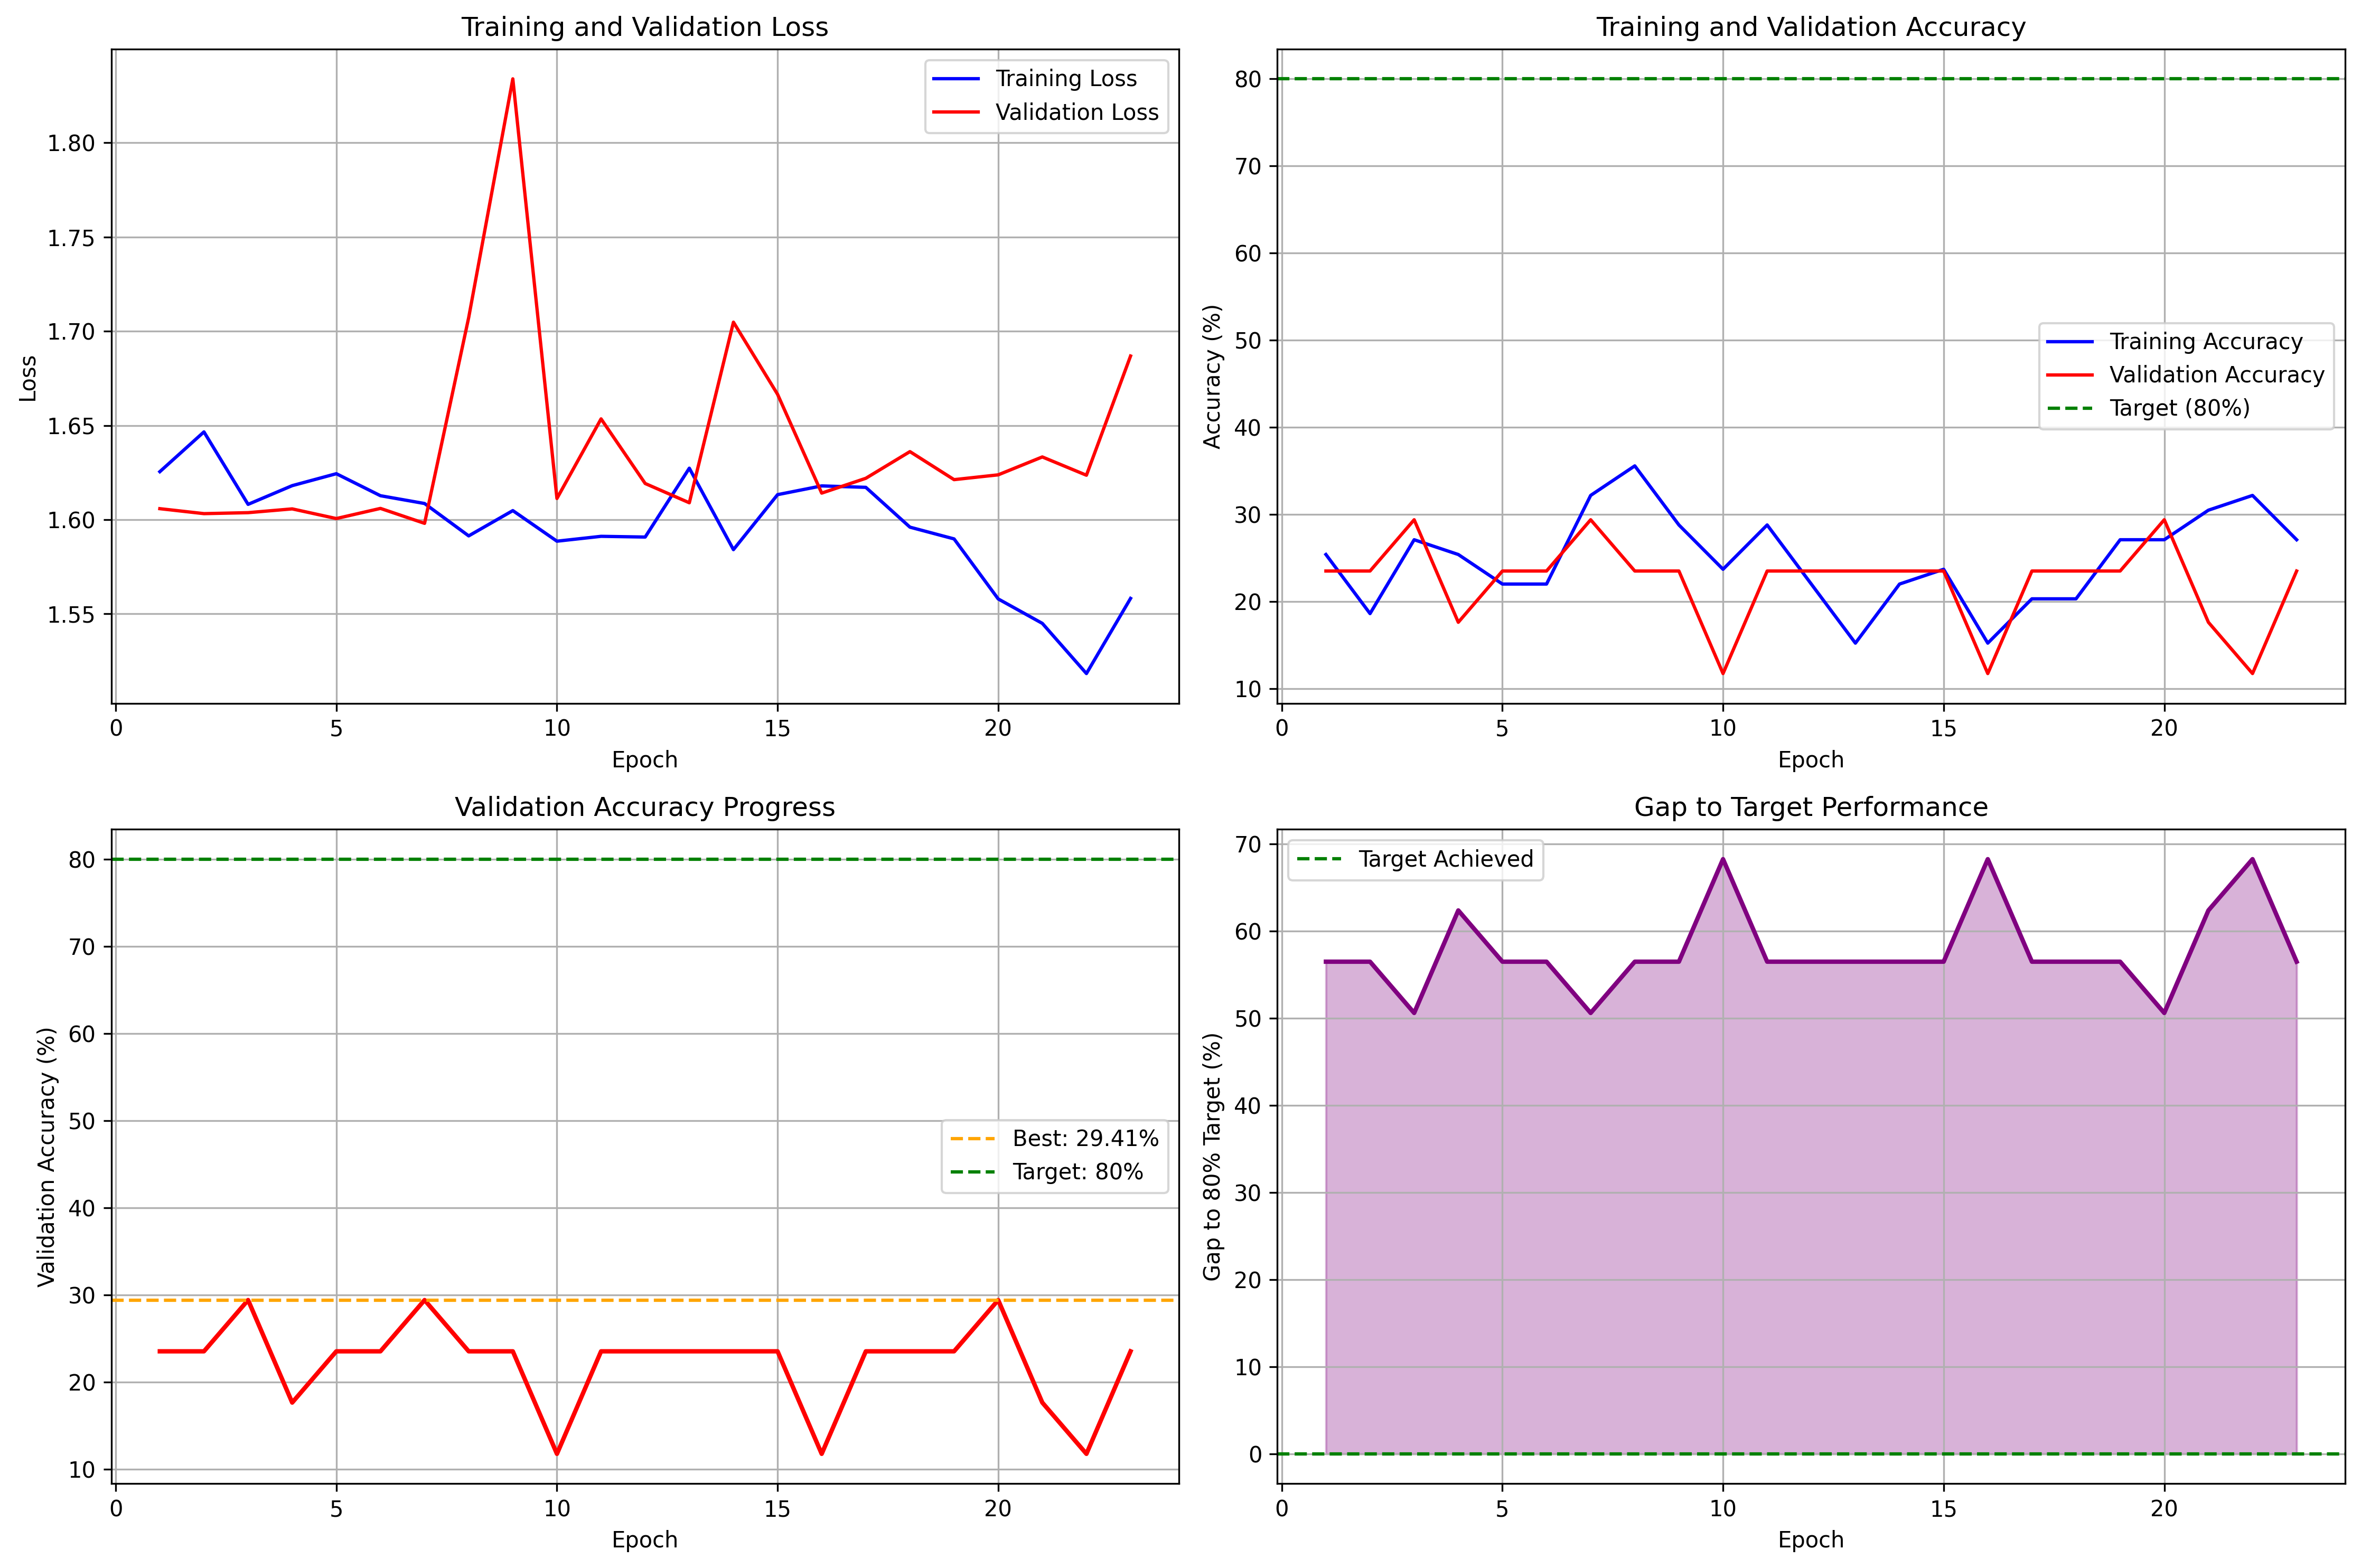 Training and Validation Loss
Training Loss
Validation Loss
1.80
1.75
1.70
1.65
1.60
1.55
Loss
0 5 10 15 20
Epoch
Training and Validation Accuracy
80
70
60
50
40
30
20
10
Accuracy (%)
Training Accuracy
Validation Accuracy
Target (80%)
0 5 10 15 20
Epoch
Validation Accuracy Progress
80
70
60
50
40
30
20
10
Validation Accuracy (%)
Best: 29.41%
Target: 80%
0 5 10 15 20
Epoch
Gap to Target Performance
Target Achieved
70
60
50
40
30
20
10
0
Gap to 80% Target (%)
0 5 10 15 20
Epoch